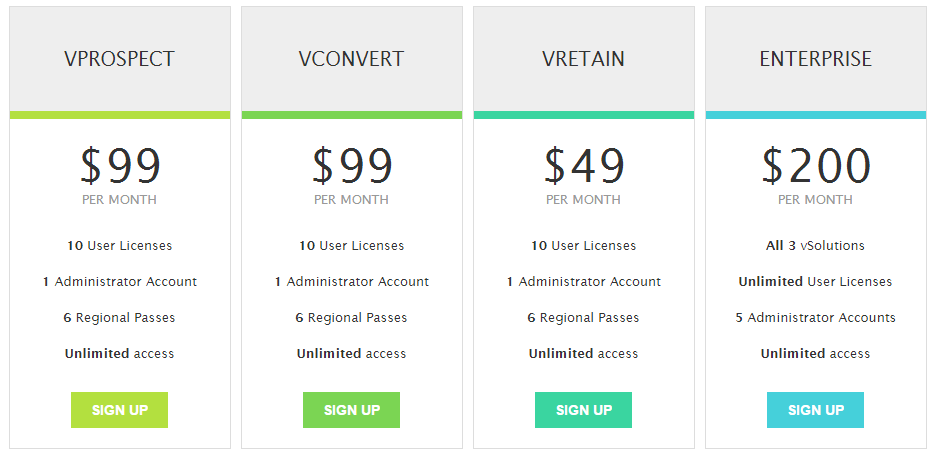 VPROSPECT
$99
PER MONTH
10 User Licenses
1 Administrator Account
6 Regional Passes
Unlimited access
SIGN UP
VCONVERT
$99
PER MONTH
10 User Licenses
1 Administrator Account
6 Regional Passes
Unlimited access
SIGN UP
VRETAIN
$49
PER MONTH
10 User Licenses
1 Administrator Account
6 Regional Passes
Unlimited access
SIGN UP
ENTERPRISE
$200
PER MONTH
All 3 vSolutions
Unlimited User Licenses
5 Administrator Accounts
Unlimited access
SIGN UP